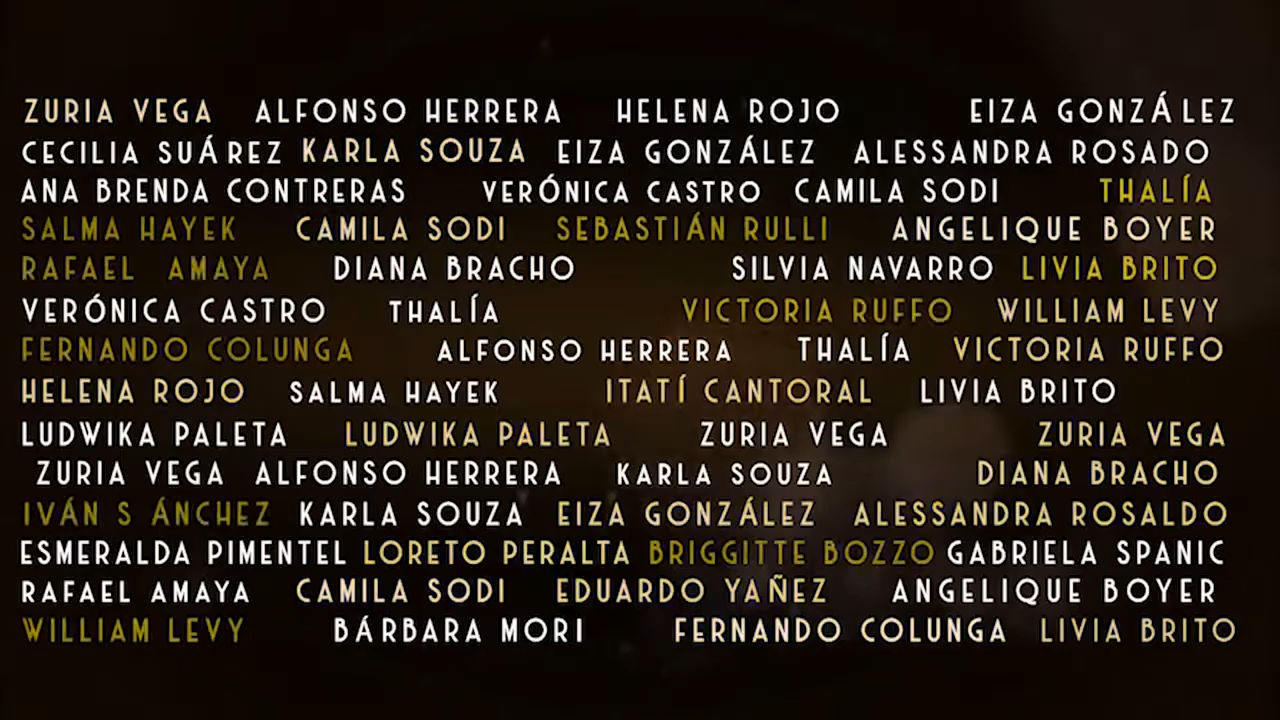 ZURIA VEGA ALFONSO HERRERA HELENA ROJO EIZA GONZÁLEZ
CECILIA SUÁREZ KARLA SOUZA EIZA GONZÁLEZ ALESSANDRA ROSADO
ANA BRENDA CONTRERAS VERÓNICA CASTRO CAMILA SODI THALÍA
SALMA HAYEK CAMILA SODI SEBASTIÁN RULLI ANGELIQUE BOYER
RAFAEL AMAYA DIANA BRACHO SILVIA NAVARRO LIVIA BRITO
VERÓNICA CASTRO THALÍA VICTORIA RUFFO WILLIAM LEVY
FERNANDO COLUNGA ALFONSO HERRERA THALÍA VICTORIA RUFFO
HELENA ROJO SALMA HAYEK ITATÍ CANTORAL LIVIA BRITO
LUDWIKA PALETA LUDWIKA PALETA ZURIA VEGA ZURIA VEGA
ZURIA VEGA ALFONSO HERRERA KARLA SOUZA DIANA BRACHO
IVÁN S ÁNCHEZ KARLA SOUZA EIZA GONZÁLEZ ALESSANDRA ROSALDO
ESMERALDA PIMENTEL LORETO PERALTA BRIGGITTE BOZZO GABRIELA SPANIC
RAFAEL AMAYA CAMILA SODI EDUARDO YAÑEZ ANGELIQUE BOYER
WILLIAM LEVY BÁRBARA MORI FERNANDO COLUNGA LIVIA BRITO